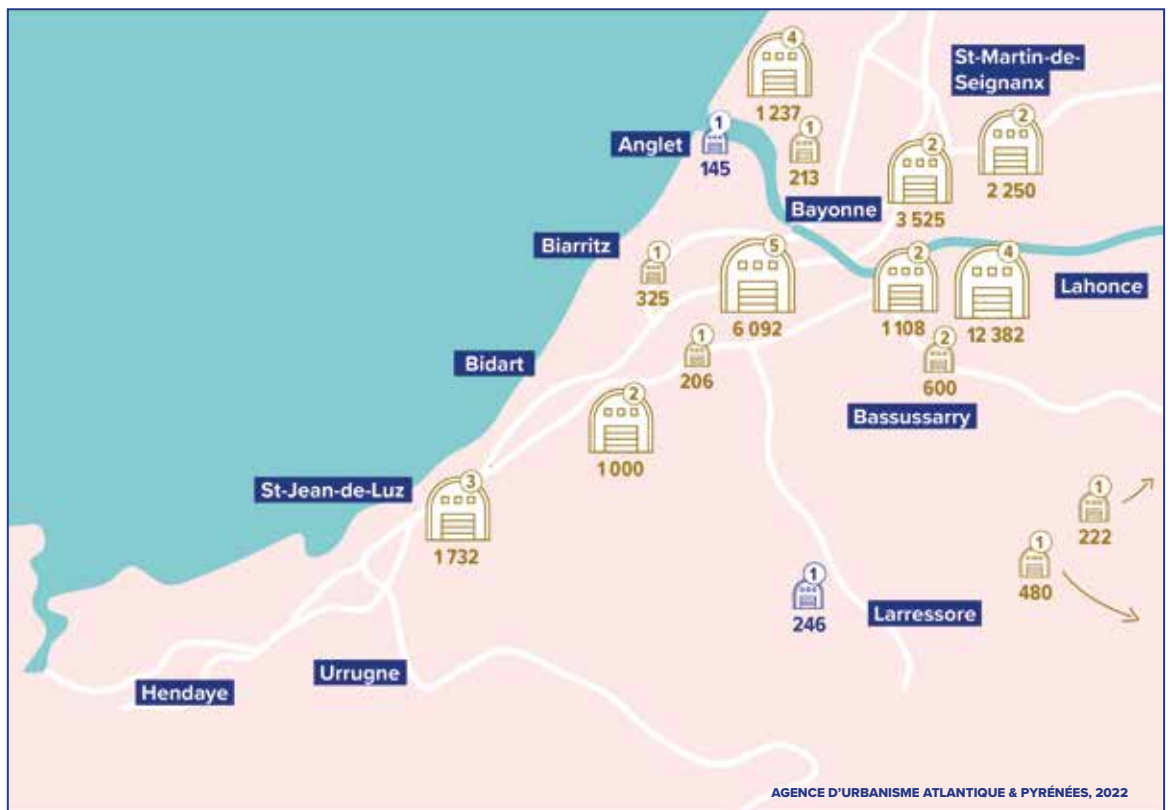 4
1 237
St-Martin-de-
Seignanx
1
145
Anglet
1
213
2
3 525
2
2 250
Bayonne
Biarritz
1
325
5
6 092
2
1 108
4
12 382
Lahonce
Bidart
1
206
2
600
Bassussarry
2
1 000
St-Jean-de-Luz
3
1 732
1
222
1
480
1
246
Larressore
Urrugne
Hendaye
AGENCE D'URBANISME ATLANTIQUE & PYRÉNÉES, 2022